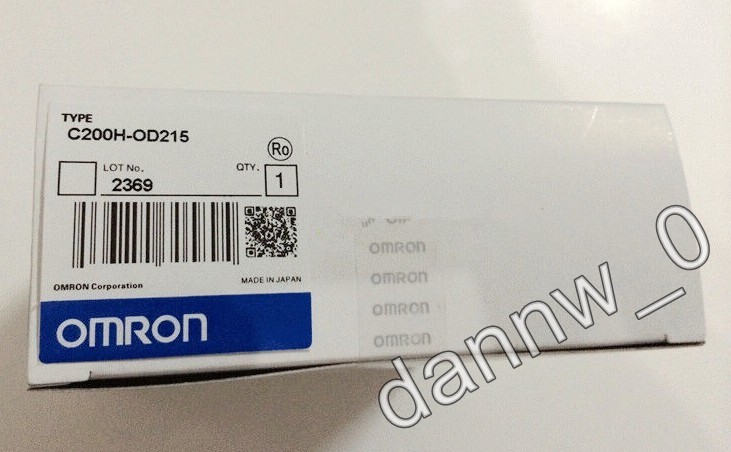 TYPE
C200H-OD215
Ro
LOT No.
QTY.
2369
1
OMRON Corporation
MADE IN JAPAN
OMRON
OMRON
OMRON
OMRON
OMRON
dannw_0